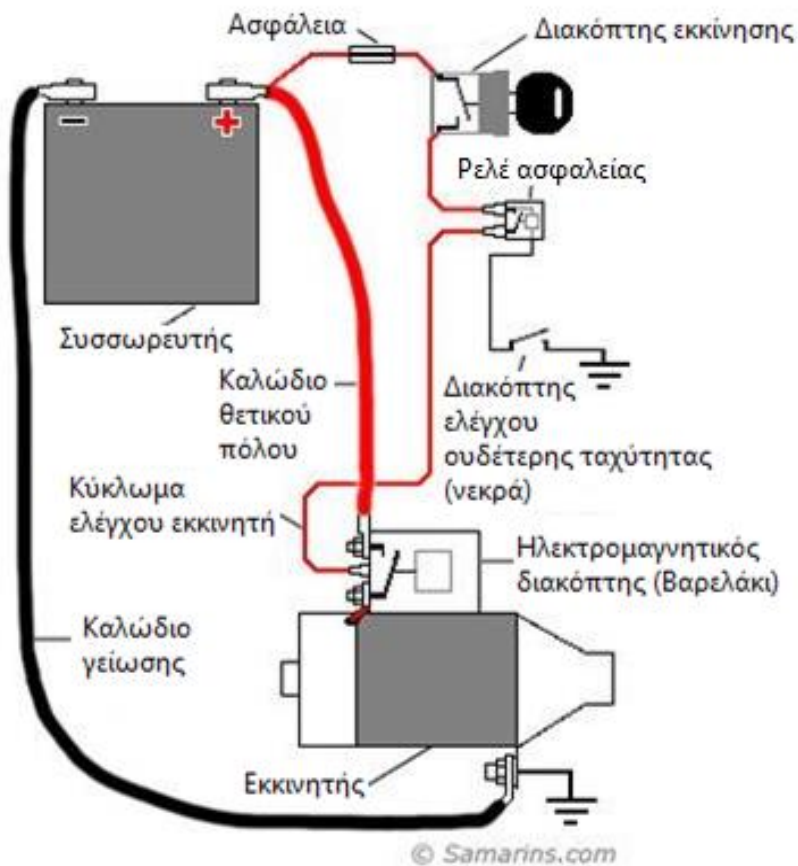 Ασφάλεια
Διακόπτης εκκίνησης
Ρελέ ασφαλείας
−
+
Συσσωρευτής
Καλώδιο
θετικού
πόλου
Διακόπτης
ελέγχου
ουδέτερης ταχύτητας
(νεκρά)
Κύκλωμα
ελέγχου εκκινητή
Ηλεκτρομαγνητικός
διακόπτης (Βαρελάκι)
Καλώδιο
γείωσης
Εκκινητής
© Samarins.com